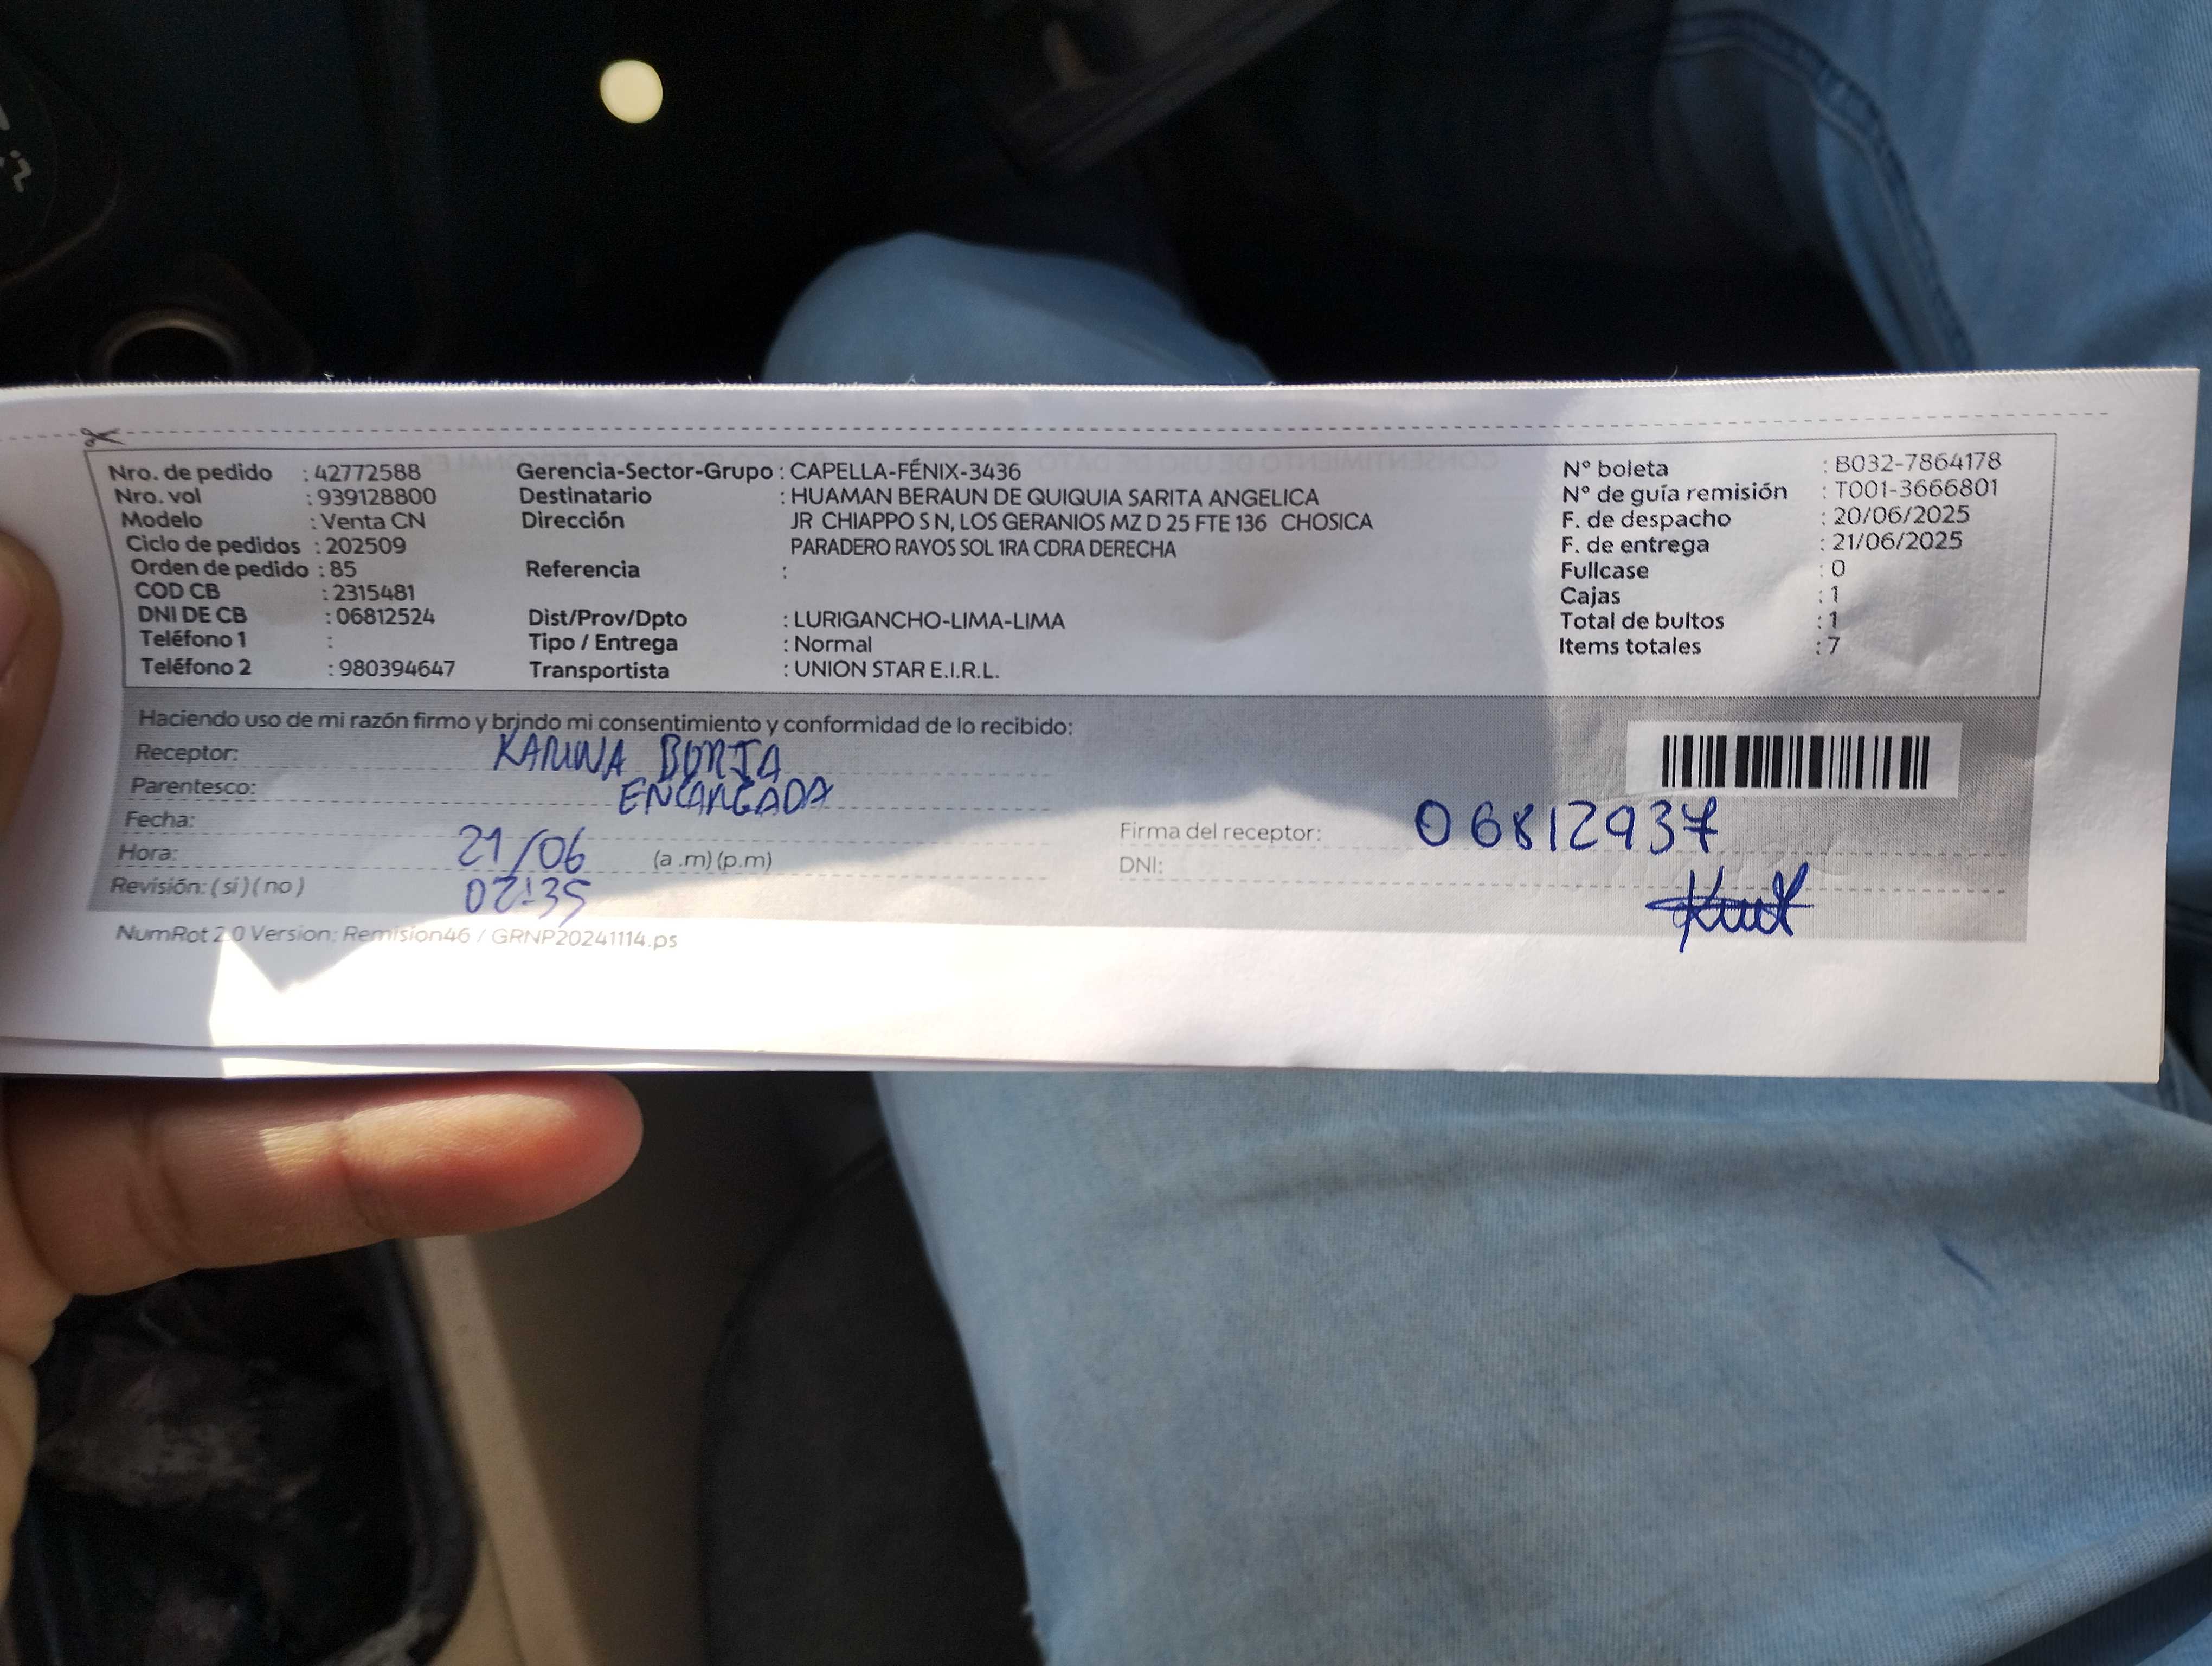 Nro. de pedido : 42772588 Gerencia-Sector-Grupo : CAPELLA-FÉNIX-3436 N° boleta : B032-7864178
Nro. vol : 939128800 Destinatario : HUAMAN BERAUN DE QUIQUIA SARITA ANGELICA N° de guía remisión : T001-3666801
Modelo : Venta CN Dirección JR CHIAPPO S N, LOS GERANIOS MZ D 25 FTE 136 CHOSICA F. de despacho : 20/06/2025
Ciclo de pedidos : 202509 PARADERO RAYOS SOL 1RA CDRA DERECHA F. de entrega : 21/06/2025
Orden de pedido : 85 Referencia : Fullcase : 0
COD CB : 2315481 Cajas : 1
DNI DE CB : 06812524 Dist/Prov/Dpto : LURIGANCHO-LIMA-LIMA Total de bultos : 1
Teléfono 1 : Tipo / Entrega : Normal Items totales : 7
Teléfono 2 : 980394647 Transportista : UNION STAR E.I.R.L.
Haciendo uso de mi razón firmo y brindo mi consentimiento y conformidad de lo recibido:
Receptor: KARINA BORJA
Parentesco: ENCARGADA
Fecha: 21/06 Firma del receptor: 06812937
Hora: 02:35 (a .m) (p.m) DNI:
Revisión: ( si ) ( no )
NumRot 2.0 Version: Remision46 / GRNP20241114.ps